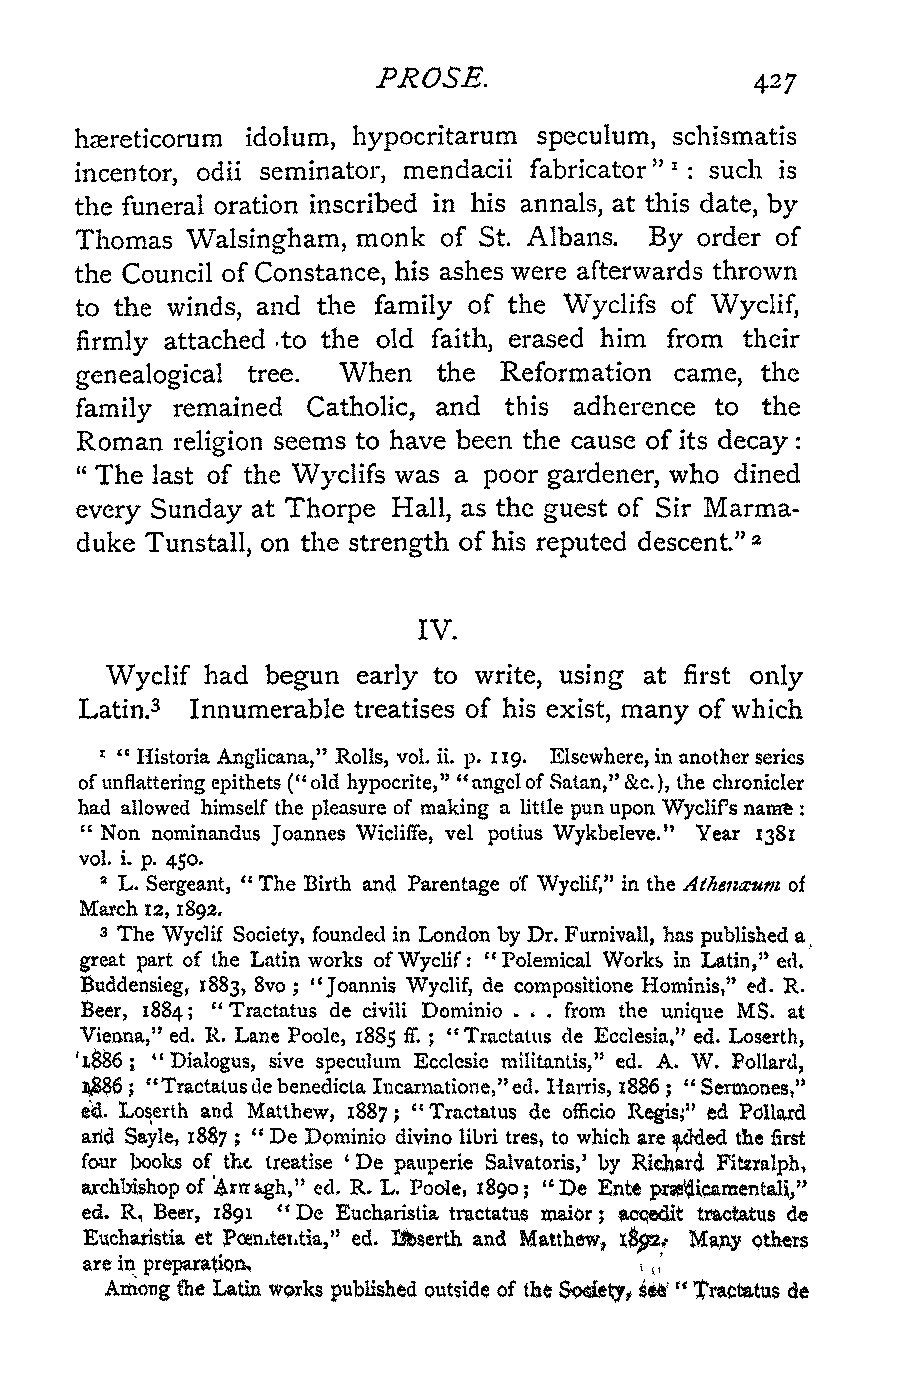 PROSE. 427
hæreticorum idolum, hypocritarum speculum, schismatis
incentor, odii seminator, mendacii fabricator" ¹ : such is
the funeral oration inscribed in his annals, at this date, by
Thomas Walsingham, monk of St. Albans. By order of
the Council of Constance, his ashes were afterwards thrown
to the winds, and the family of the Wyclifs of Wyclif,
firmly attached to the old faith, erased him from their
genealogical tree. When the Reformation came, the
family remained Catholic, and this adherence to the
Roman religion seems to have been the cause of its decay :
" The last of the Wyclifs was a poor gardener, who dined
every Sunday at Thorpe Hall, as the guest of Sir Marma-
duke Tunstall, on the strength of his reputed descent." ²
IV.
Wyclif had begun early to write, using at first only
Latin.³ Innumerable treatises of his exist, many of which
¹ " Historia Anglicana," Rolls, vol. ii. p. 119. Elsewhere, in another series
of unflattering epithets ("old hypocrite," "angel of Satan," &c.), the chronicler
had allowed himself the pleasure of making a little pun upon Wyclif's name :
" Non nominandus Joannes Wicliffe, vel potius Wykbeleve." Year 1381
vol. i. p. 450.
² L. Sergeant, " The Birth and Parentage of Wyclif," in the Athenæum of
March 12, 1892.
³ The Wyclif Society, founded in London by Dr. Furnivall, has published a
great part of the Latin works of Wyclif : "Polemical Works in Latin," ed.
Buddensieg, 1883, 8vo ; "Joannis Wyclif, de compositione Hominis," ed. R.
Beer, 1884; "Tractatus de civili Dominio . . . from the unique MS. at
Vienna," ed. R. Lane Poole, 1885 ff. ; "Tractatus de Ecclesia," ed. Loserth,
1886 ; "Dialogus, sive speculum Ecclesie militantis," ed. A. W. Pollard,
1886 ; "Tractatus de benedicta Incarnatione," ed. Harris, 1886 ; "Sermones,"
ed. Loserth and Matthew, 1887 ; "Tractatus de officio Regis," ed Pollard
and Sayle, 1887 ; "De Dominio divino libri tres, to which are added the first
four books of the treatise 'De pauperie Salvatoris,' by Richard Fitzralph,
archbishop of Armagh," ed. R. L. Poole, 1890 ; "De Ente prædicamentali,"
ed. R. Beer, 1891 "De Eucharistia tractatus maior ; accedit tractatus de
Eucharistia et Pœnitentia," ed. Loserth and Matthew, 1892. Many others
are in preparation.
Among the Latin works published outside of the Society, see "Tractatus de